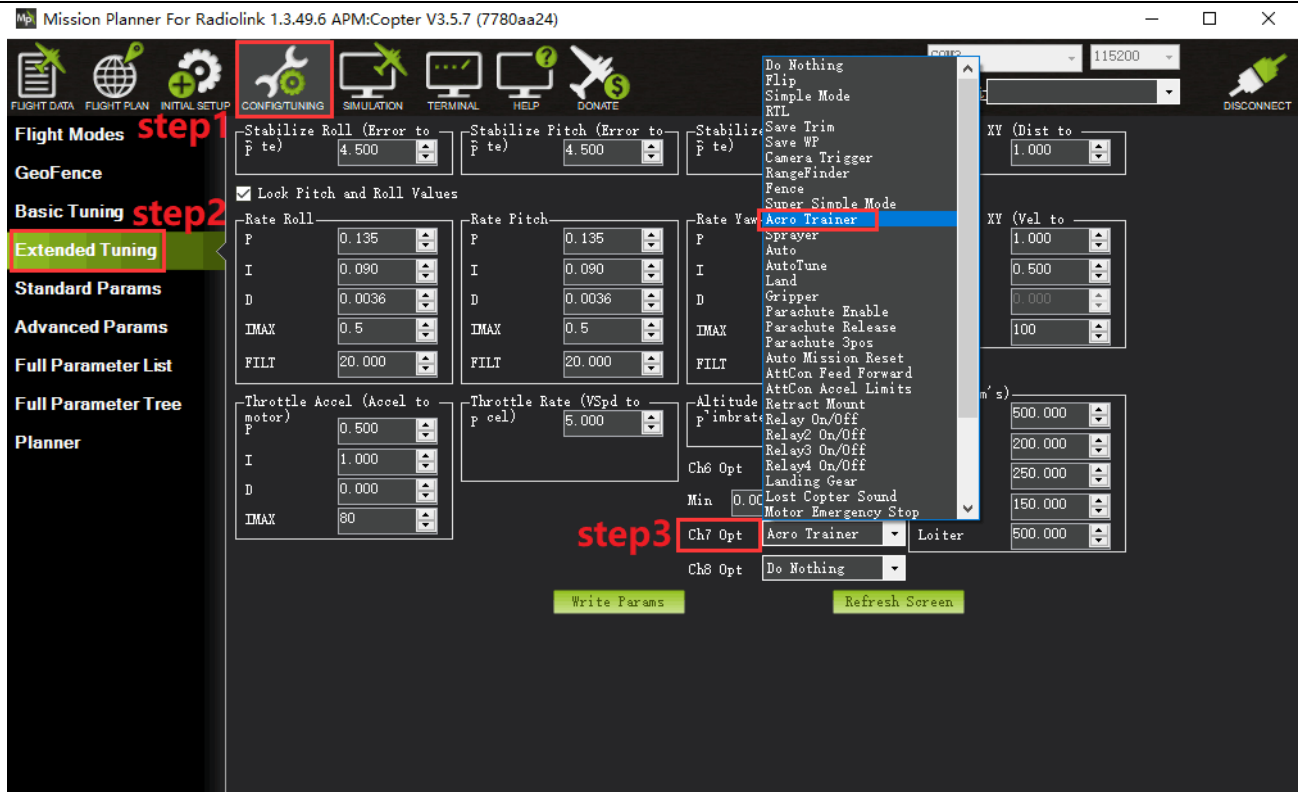 Mission Planner For Radiolink 1.3.49.6 APM:Copter V3.5.7 (7780aa24)
FLIGHT DATA FLIGHT PLAN INITIAL SETUP CONFIG/TUNING SIMULATION TERMINAL HELP DONATE
115200
DISCONNECT
step1
Flight Modes
GeoFence
Basic Tuning
step2
Extended Tuning
Standard Params
Advanced Params
Full Parameter List
Full Parameter Tree
Planner
Stabilize Roll (Error to
P te)
4.500
Stabilize Pitch (Error to
P te)
4.500
Stabilize
P te)
XY (Dist to
1.000
Lock Pitch and Roll Values
Rate Roll
P 0.135
I 0.090
D 0.0036
IMAX 0.5
FILT 20.000
Rate Pitch
P 0.135
I 0.090
D 0.0036
IMAX 0.5
FILT 20.000
Rate Yaw
P
I
D
IMAX
FILT
XY (Vel to
1.000
0.500
0.000
100
Throttle Accel (Accel to
motor)
P 0.500
I 1.000
D 0.000
IMAX 80
Throttle Rate (VSpd to
P cel)
5.000
Altitude
m's)
500.000
200.000
250.000
150.000
Loiter 500.000
Ch6 Opt
Min 0.00
step3
Ch7 Opt Acro Trainer
Ch8 Opt Do Nothing
Do Nothing
Flip
Simple Mode
RTL
Save Trim
Save WP
Camera Trigger
RangeFinder
Fence
Super Simple Mode
Acro Trainer
Sprayer
Auto
AutoTune
Land
Gripper
Parachute Enable
Parachute Release
Parachute 3pos
Auto Mission Reset
AttCon Feed Forward
AttCon Accel Limits
Retract Mount
Relay On/Off
Relay2 On/Off
Relay3 On/Off
Relay4 On/Off
Landing Gear
Lost Copter Sound
Motor Emergency Stop
Write Params
Refresh Screen